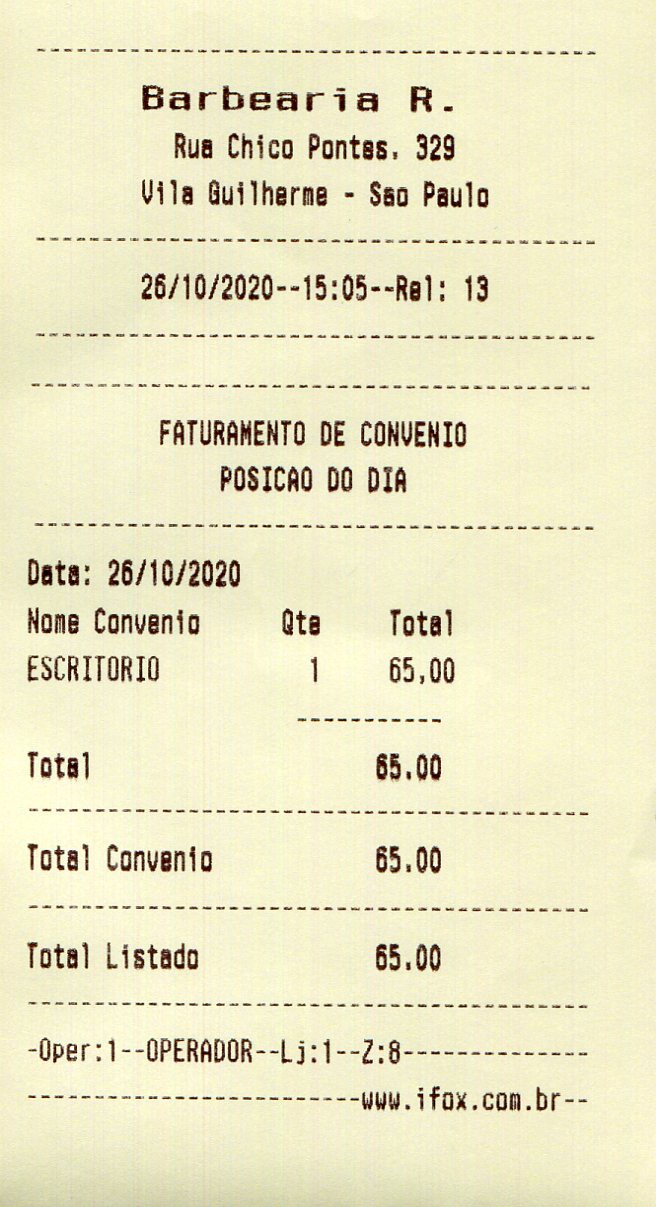 Barbearia R.
Rua Chico Pontes, 329
Vila Guilherme - Sao Paulo
26/10/2020--15:05--Rel: 13
FATURAMENTO DE CONVENIO
POSICAO DO DIA
Data: 26/10/2020
Nome Convenio Qte Total
ESCRITORIO 1 65,00
Total 65,00
Total Convenio 65,00
Total Listado 65,00
-Oper:1--OPERADOR--Lj:1--Z:8--------------
-------------------------www.ifox.com.br--